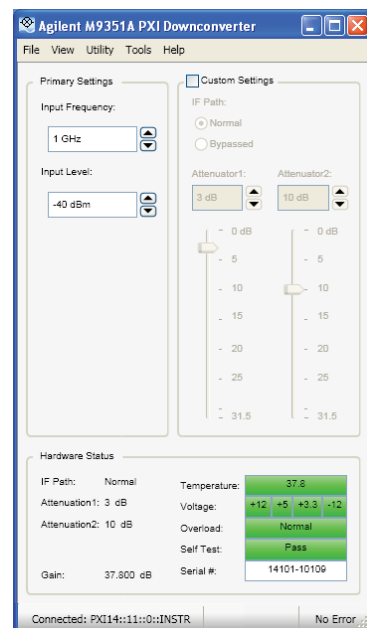 Agilent M9351A PXI Downconverter
File View Utility Tools Help
Primary Settings
Input Frequency:
1 GHz
Input Level:
-40 dBm
Custom Settings
IF Path:
Normal
Bypassed
Attenuator1: Attenuator2:
3 dB 10 dB
0 dB 0 dB
5 5
10 10
15 15
20 20
25 25
31.5 31.5
Hardware Status
IF Path: Normal
Attenuation1: 3 dB
Attenuation2: 10 dB
Gain: 37.800 dB
Temperature: 37.8
Voltage: +12 +5 +3.3 -12
Overload: Normal
Self Test: Pass
Serial #: 14101-10109
Connected: PXI14::11::0::INSTR No Error